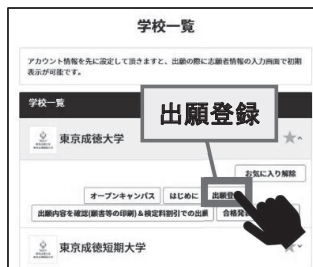 学校一覧
アカウント情報を先に設定して頂きますと、出願の際に志願者情報の入力画面で初期
表示が可能です。
学校一覧
出願登録
東京成徳大学
お気に入り解除
オープンキャンパス
はじめに
出願登
出願内容を確認(願書等の印刷)&検定料割引での出願
合格発
東京成徳短期大学